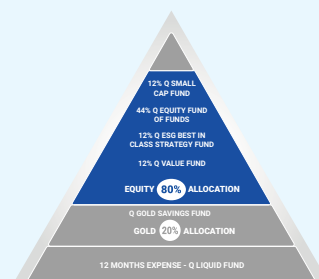 12% Q SMALL
CAP FUND
44% Q EQUITY FUND
OF FUNDS
12% Q ESG BEST IN
CLASS STRATEGY FUND
12% Q VALUE FUND
EQUITY 80% ALLOCATION
Q GOLD SAVINGS FUND
GOLD 20% ALLOCATION
12 MONTHS EXPENSE - Q LIQUID FUND